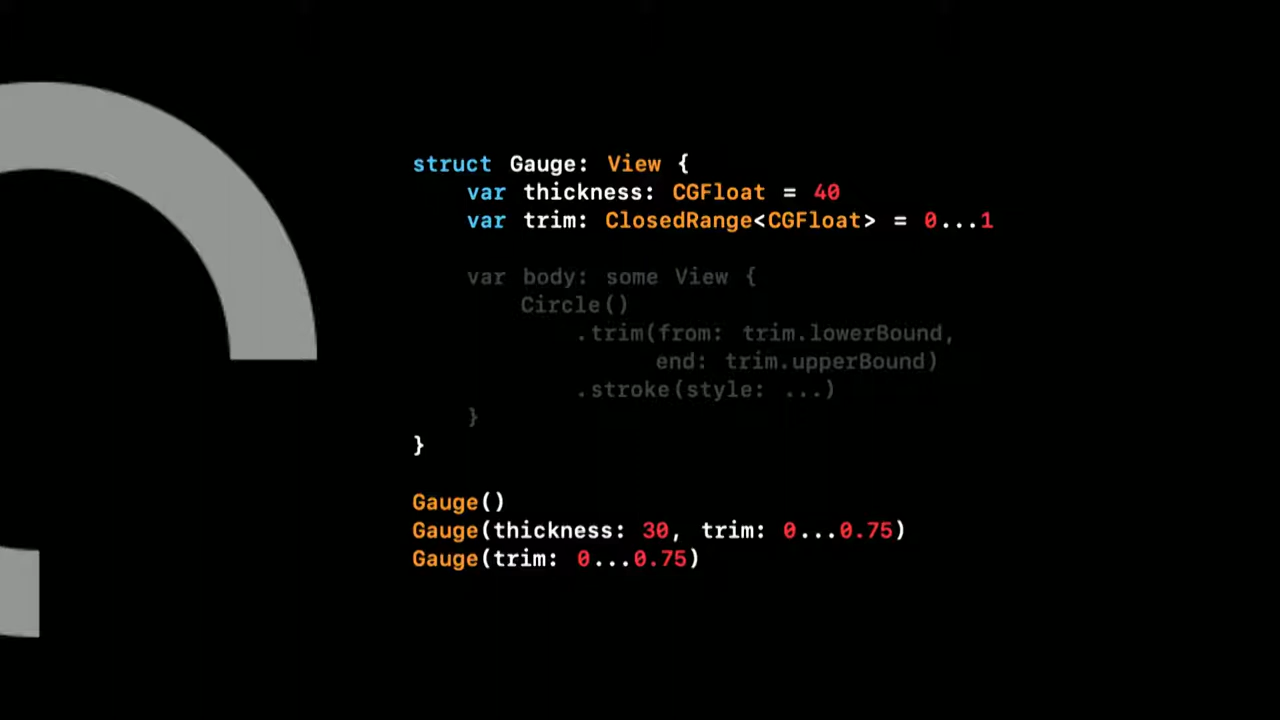 struct Gauge: View {
var thickness: CGFloat = 40
var trim: ClosedRange<CGFloat> = 0...1
var body: some View {
Circle()
.trim(from: trim.lowerBound,
end: trim.upperBound)
.stroke(style: ...)
}
}
Gauge()
Gauge(thickness: 30, trim: 0...0.75)
Gauge(trim: 0...0.75)